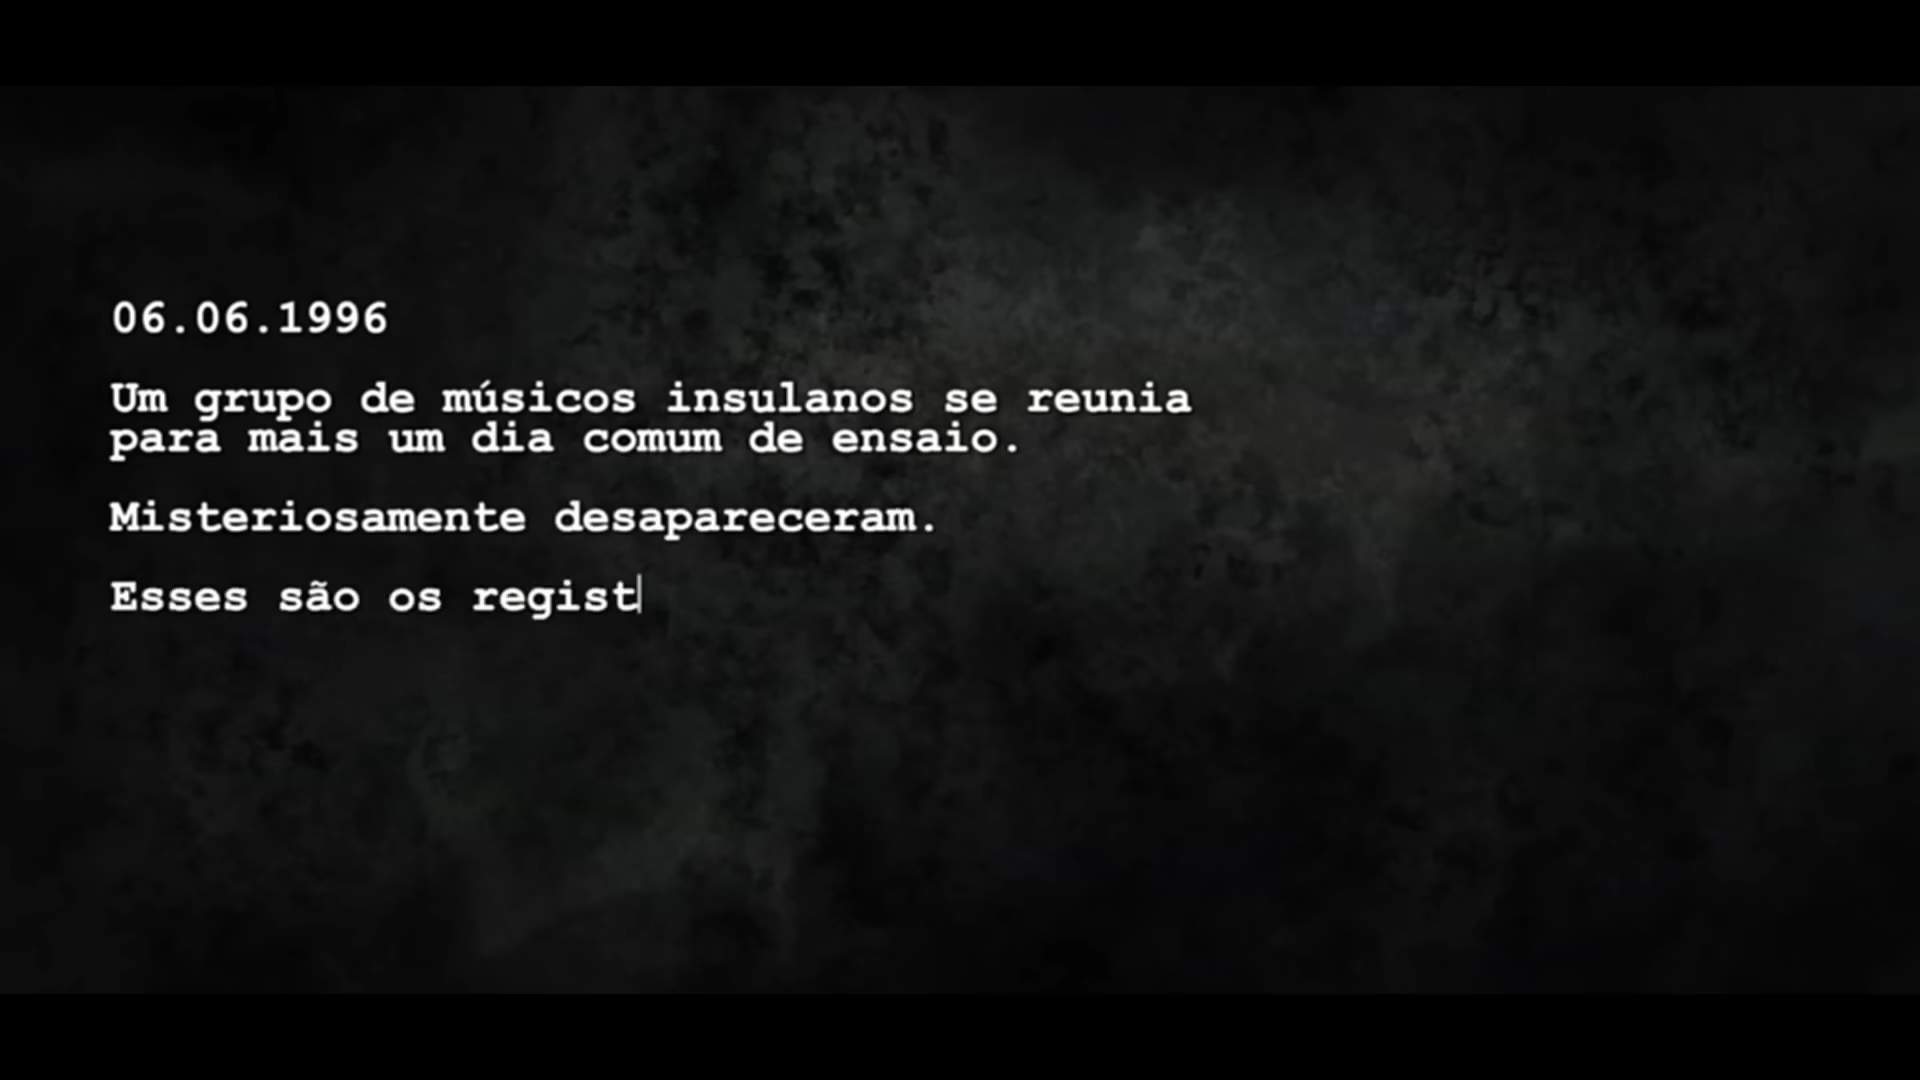 06.06.1996
Um grupo de músicos insulanos se reunia
para mais um dia comum de ensaio.
Misteriosamente desapareceram.
Esses são os regist